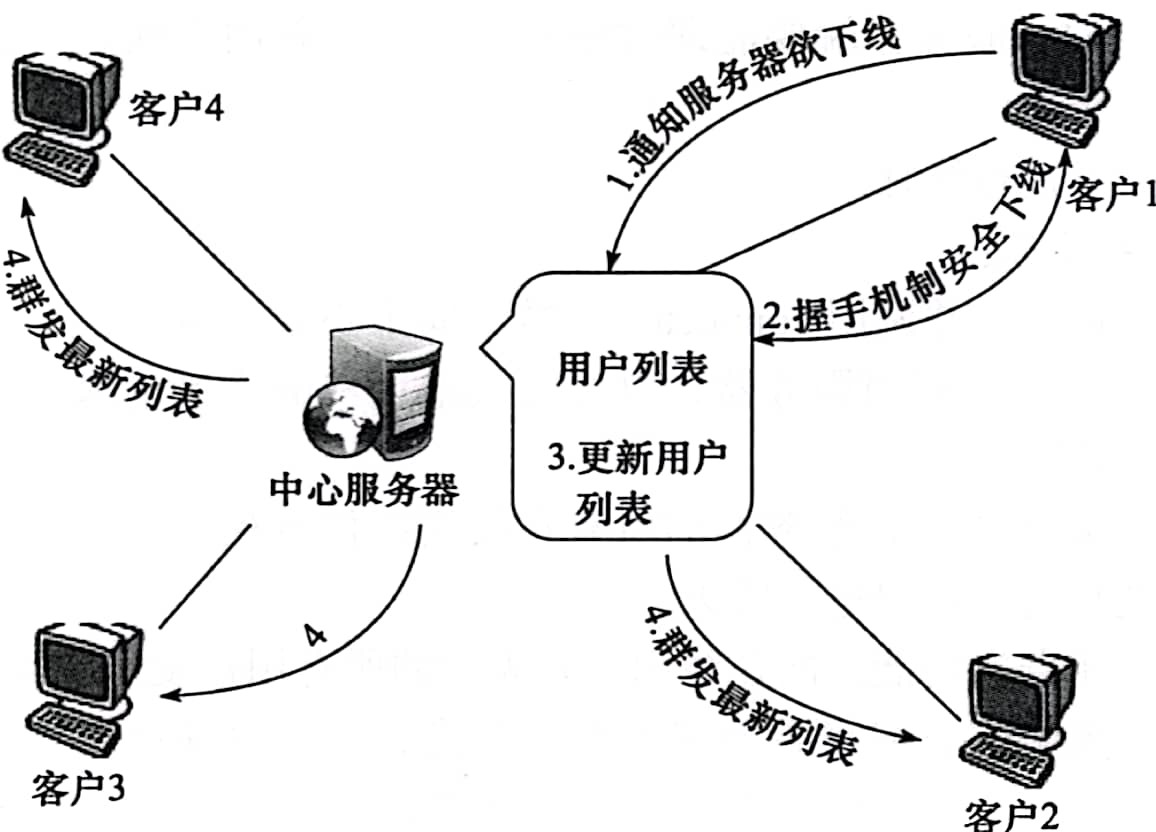 1.通知服务器欲下线
客户4
客户1
2.握手机制安全下线
4.群发最新列表
用户列表
3.更新用户
列表
中心服务器
4
4.群发最新列表
客户3
客户2